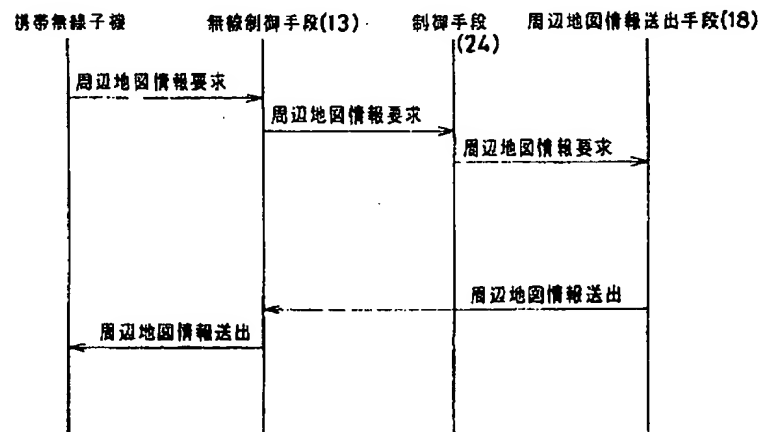 携帯無線子機
無線制御手段(13)
制御手段
(24)
周辺地図情報送出手段(18)
周辺地図情報要求
周辺地図情報要求
周辺地図情報要求
周辺地図情報送出
周辺地図情報送出